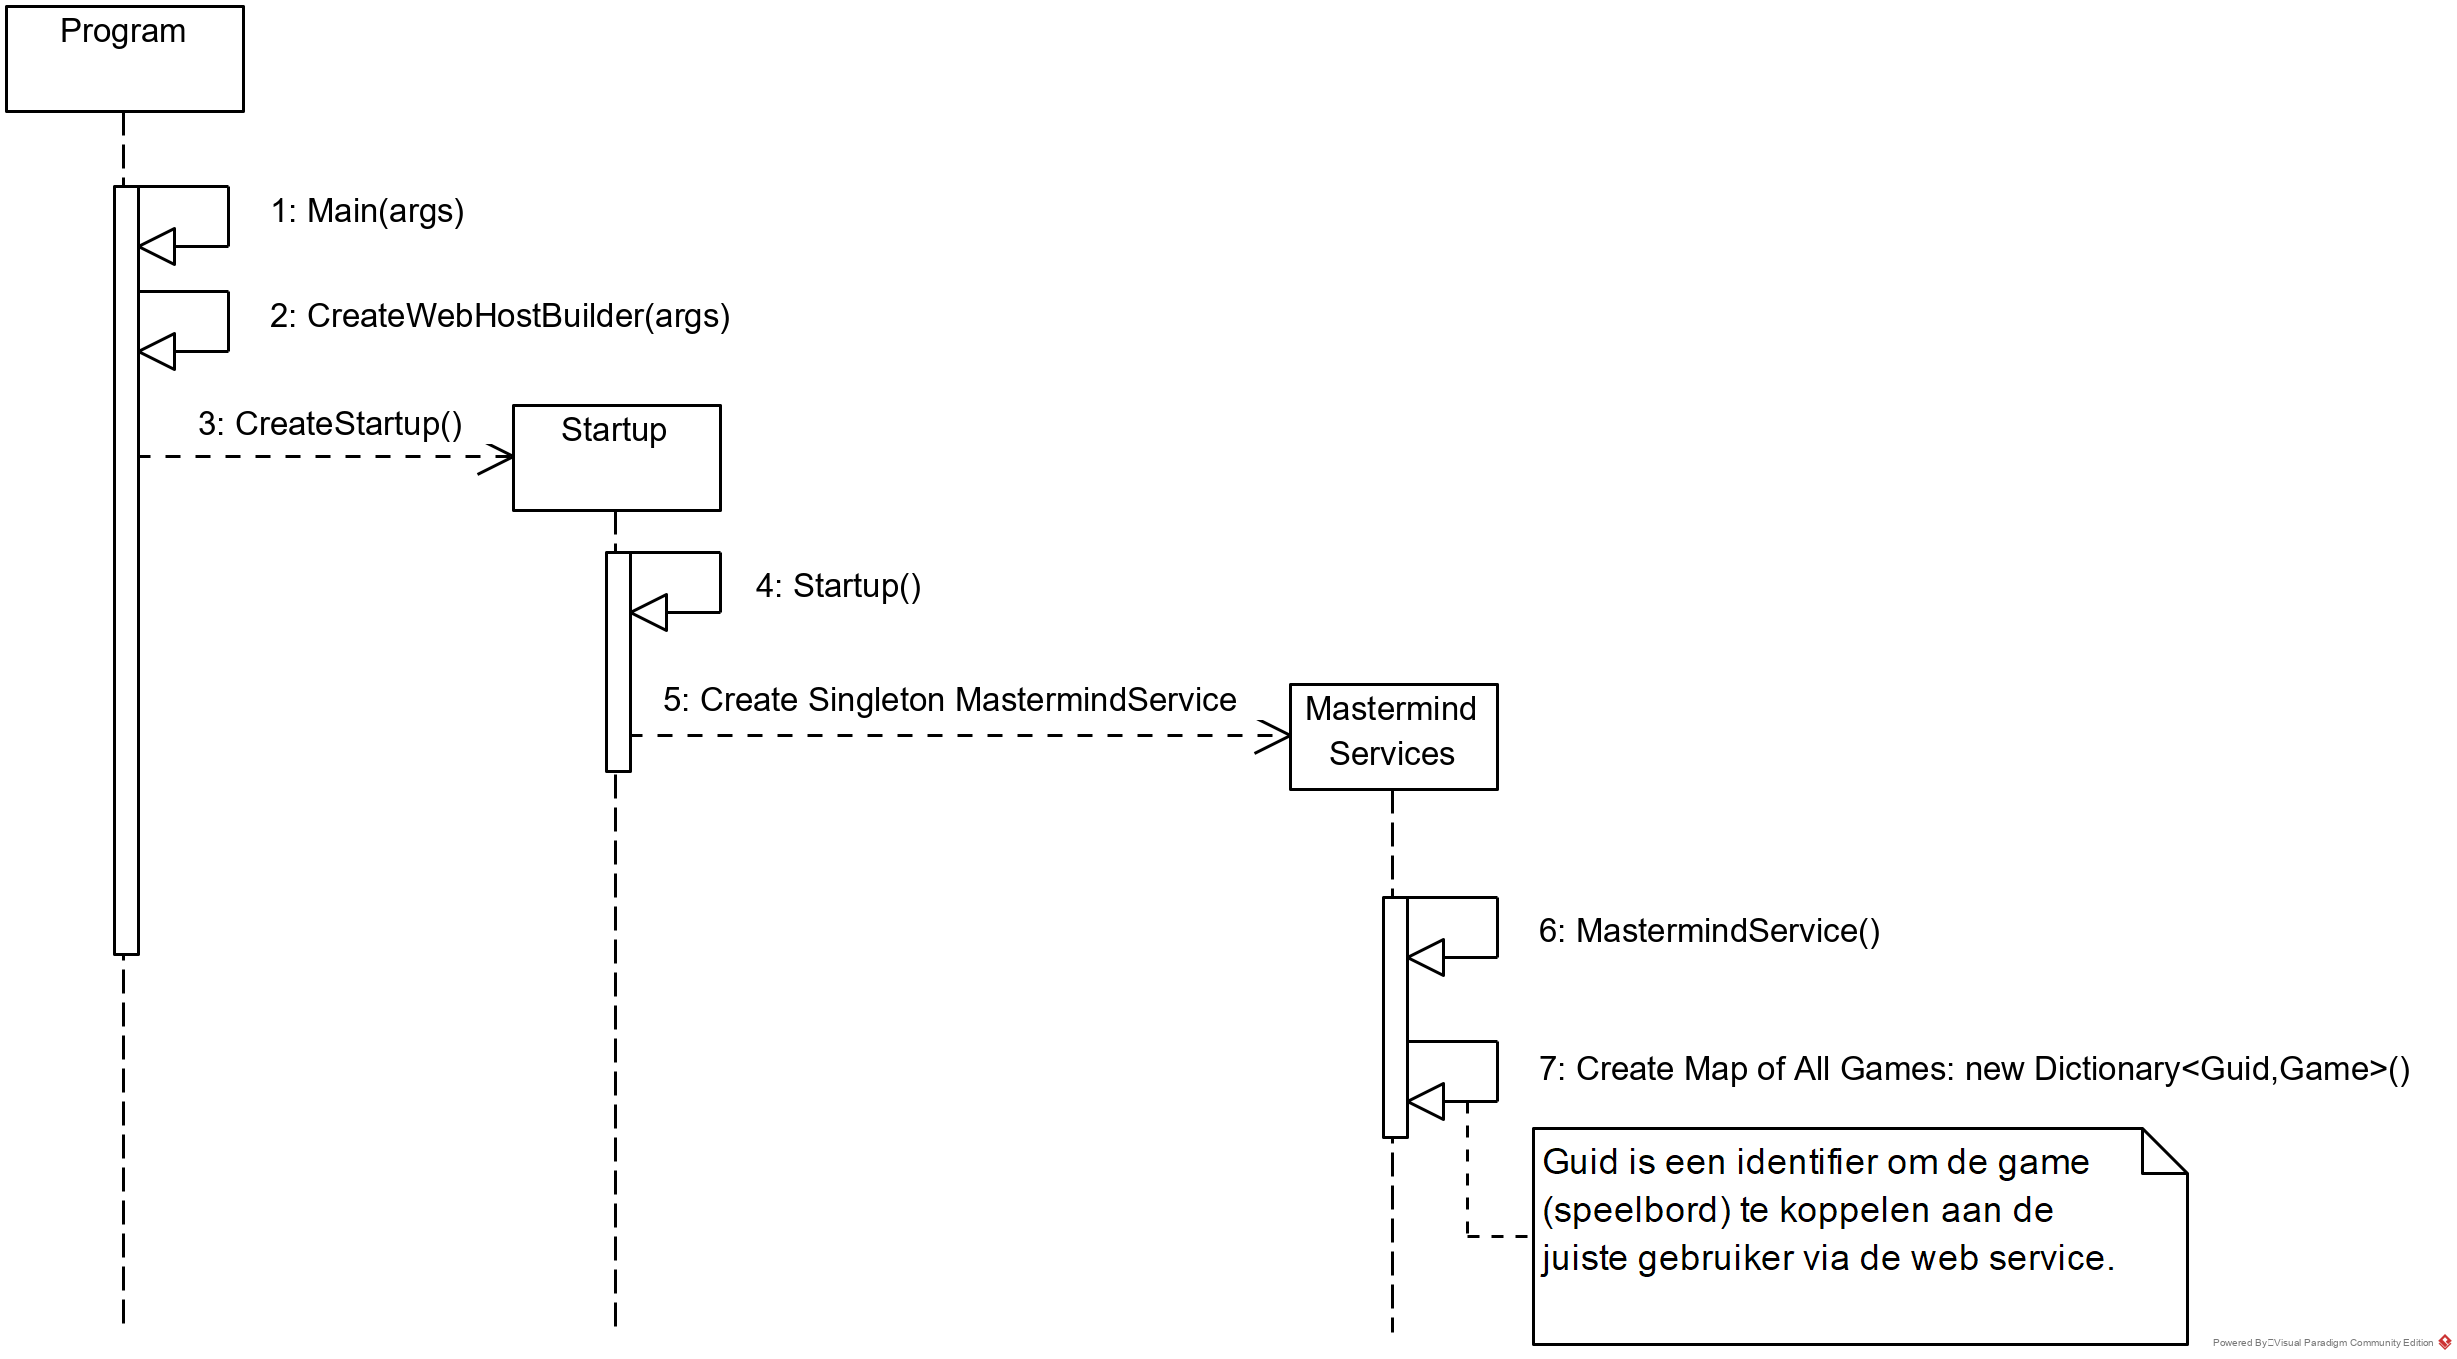 Program
1: Main(args)
2: CreateWebHostBuilder(args)
3: CreateStartup()
Startup
4: Startup()
5: Create Singleton MastermindService
Mastermind
Services
6: MastermindService()
7: Create Map of All Games: new Dictionary<Guid,Game>()
Guid is een identifier om de game
(speelbord) te koppelen aan de
juiste gebruiker via de web service.
Powered By Visual Paradigm Community Edition